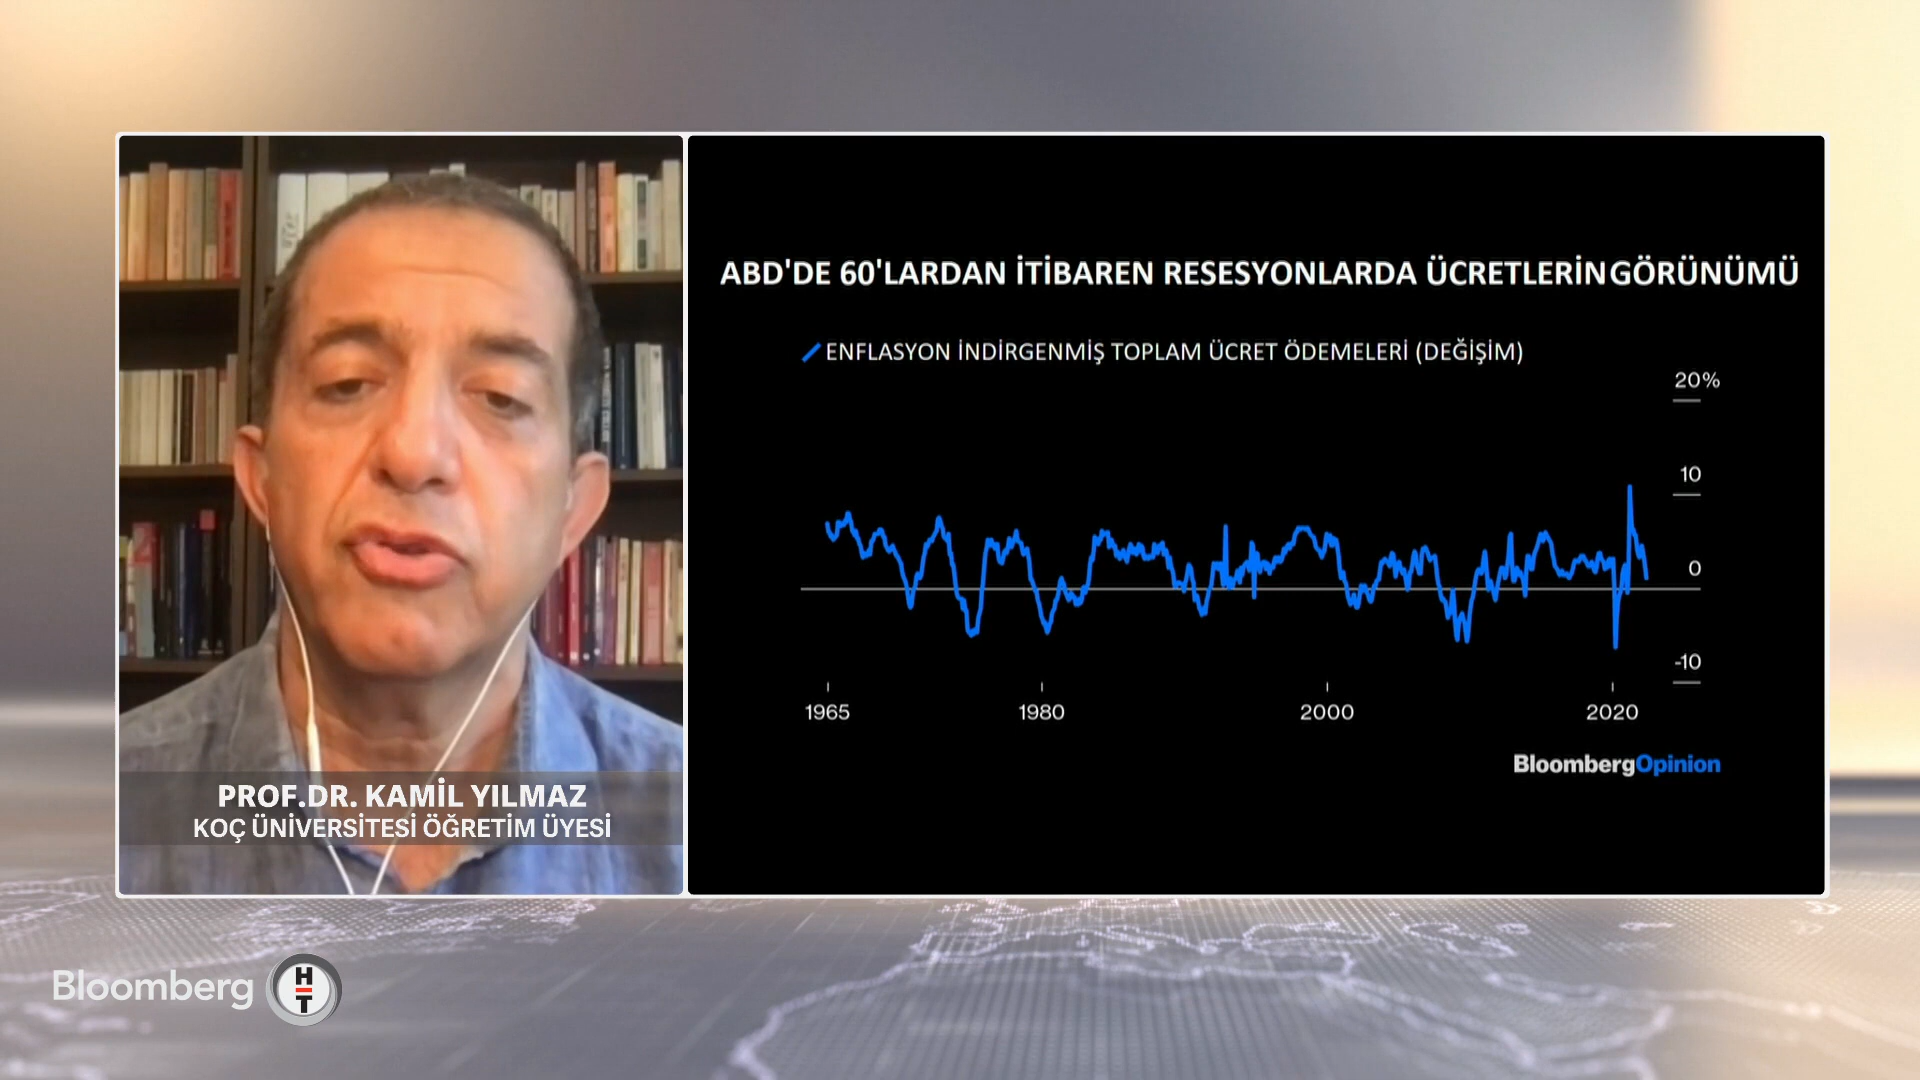 ABD'DE 60'LARDAN İTİBAREN RESESYONLARDA ÜCRETLERİN GÖRÜNÜMÜ
ENFLASYON İNDİRGENMİŞ TOPLAM ÜCRET ÖDEMELERİ (DEĞİŞİM)
20%
10
0
-10
1965 1980 2000 2020
BloombergOpinion
PROF.DR. KAMİL YILMAZ
KOÇ ÜNİVERSİTESİ ÖĞRETİM ÜYESİ
Bloomberg HT